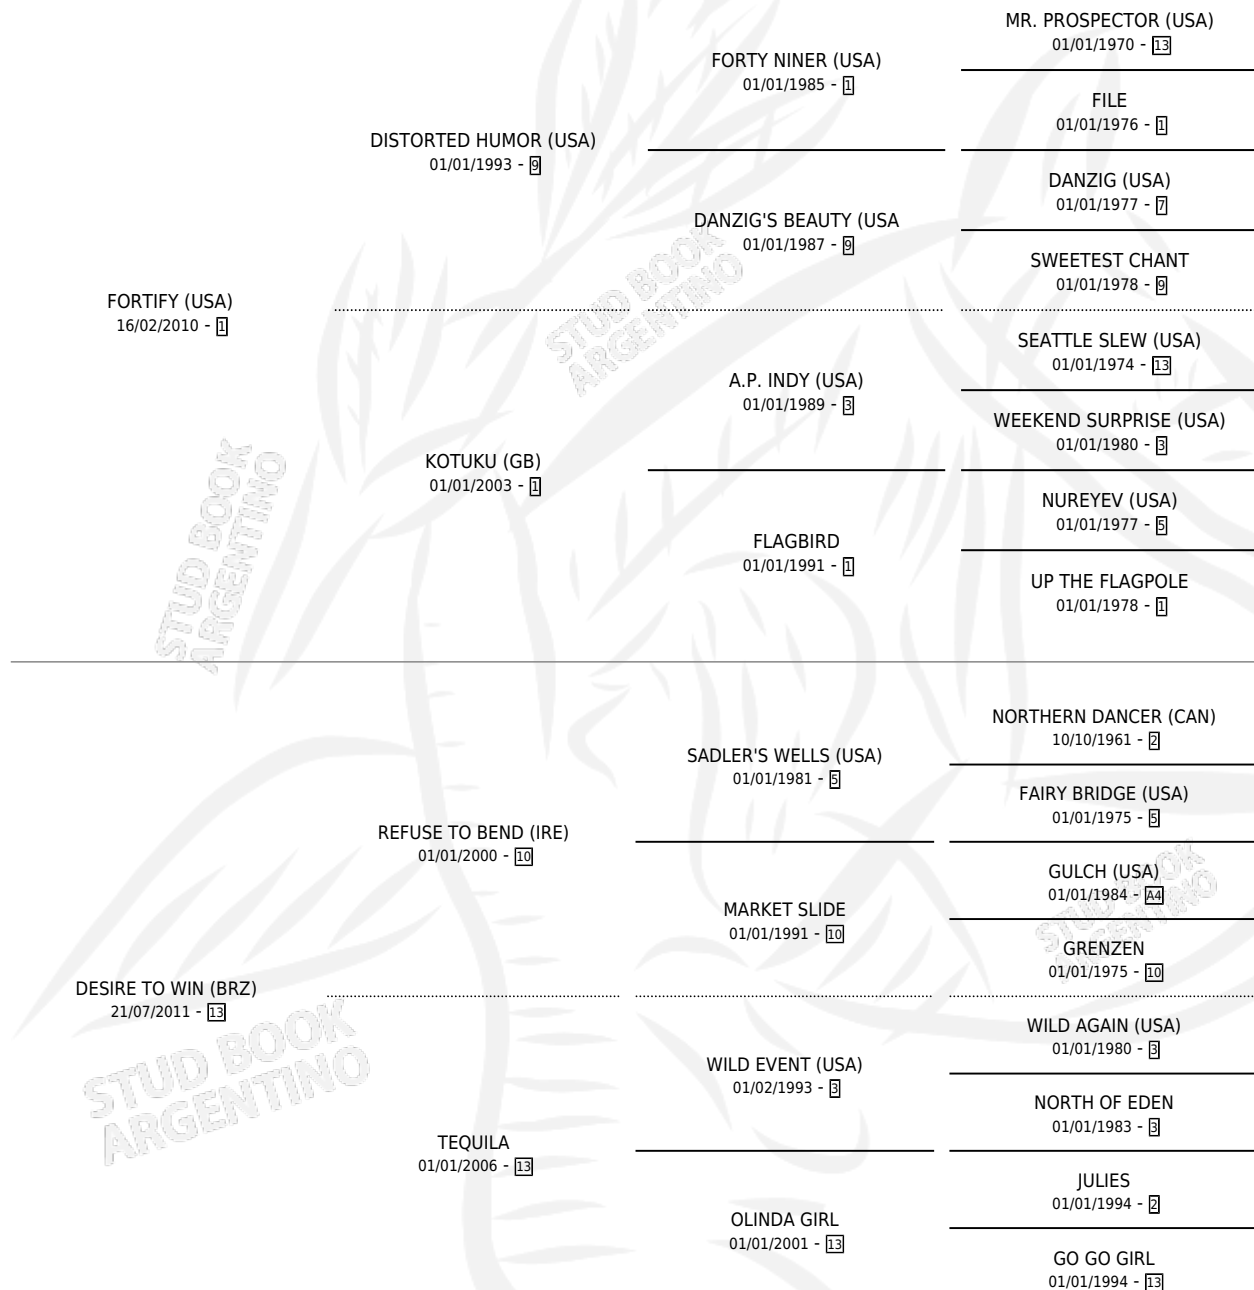 MR. PROSPECTOR (USA)
01/01/1970 - 13
FORTY NINER (USA)
01/01/1985 - 1
FILE
01/01/1976 - 1
DISTORTED HUMOR (USA)
01/01/1993 - 9
DANZIG (USA)
01/01/1977 - 7
DANZIG'S BEAUTY (USA
01/01/1987 - 9
SWEETEST CHANT
01/01/1978 - 9
FORTIFY (USA)
16/02/2010 - 1
STUD BOOK
ARGENTINO
SEATTLE SLEW (USA)
01/01/1974 - 13
A.P. INDY (USA)
01/01/1989 - 3
WEEKEND SURPRISE (USA)
01/01/1980 - 3
KOTUKU (GB)
01/01/2003 - 1
NUREYEV (USA)
01/01/1977 - 5
FLAGBIRD
01/01/1991 - 1
UP THE FLAGPOLE
01/01/1978 - 1
STUD BOOK
ARGENTINO
NORTHERN DANCER (CAN)
10/10/1961 - 2
SADLER'S WELLS (USA)
01/01/1981 - 5
FAIRY BRIDGE (USA)
01/01/1975 - 5
REFUSE TO BEND (IRE)
01/01/2000 - 10
GULCH (USA)
01/01/1984 - A4
MARKET SLIDE
01/01/1991 - 10
GRENZEN
01/01/1975 - 10
STUD BOOK
ARGENTINO
DESIRE TO WIN (BRZ)
21/07/2011 - 13
WILD AGAIN (USA)
01/01/1980 - 3
WILD EVENT (USA)
01/02/1993 - 3
NORTH OF EDEN
01/01/1983 - 3
STUD BOOK
ARGENTINO
TEQUILA
01/01/2006 - 13
JULIES
01/01/1994 - 2
OLINDA GIRL
01/01/2001 - 13
GO GO GIRL
01/01/1994 - 13